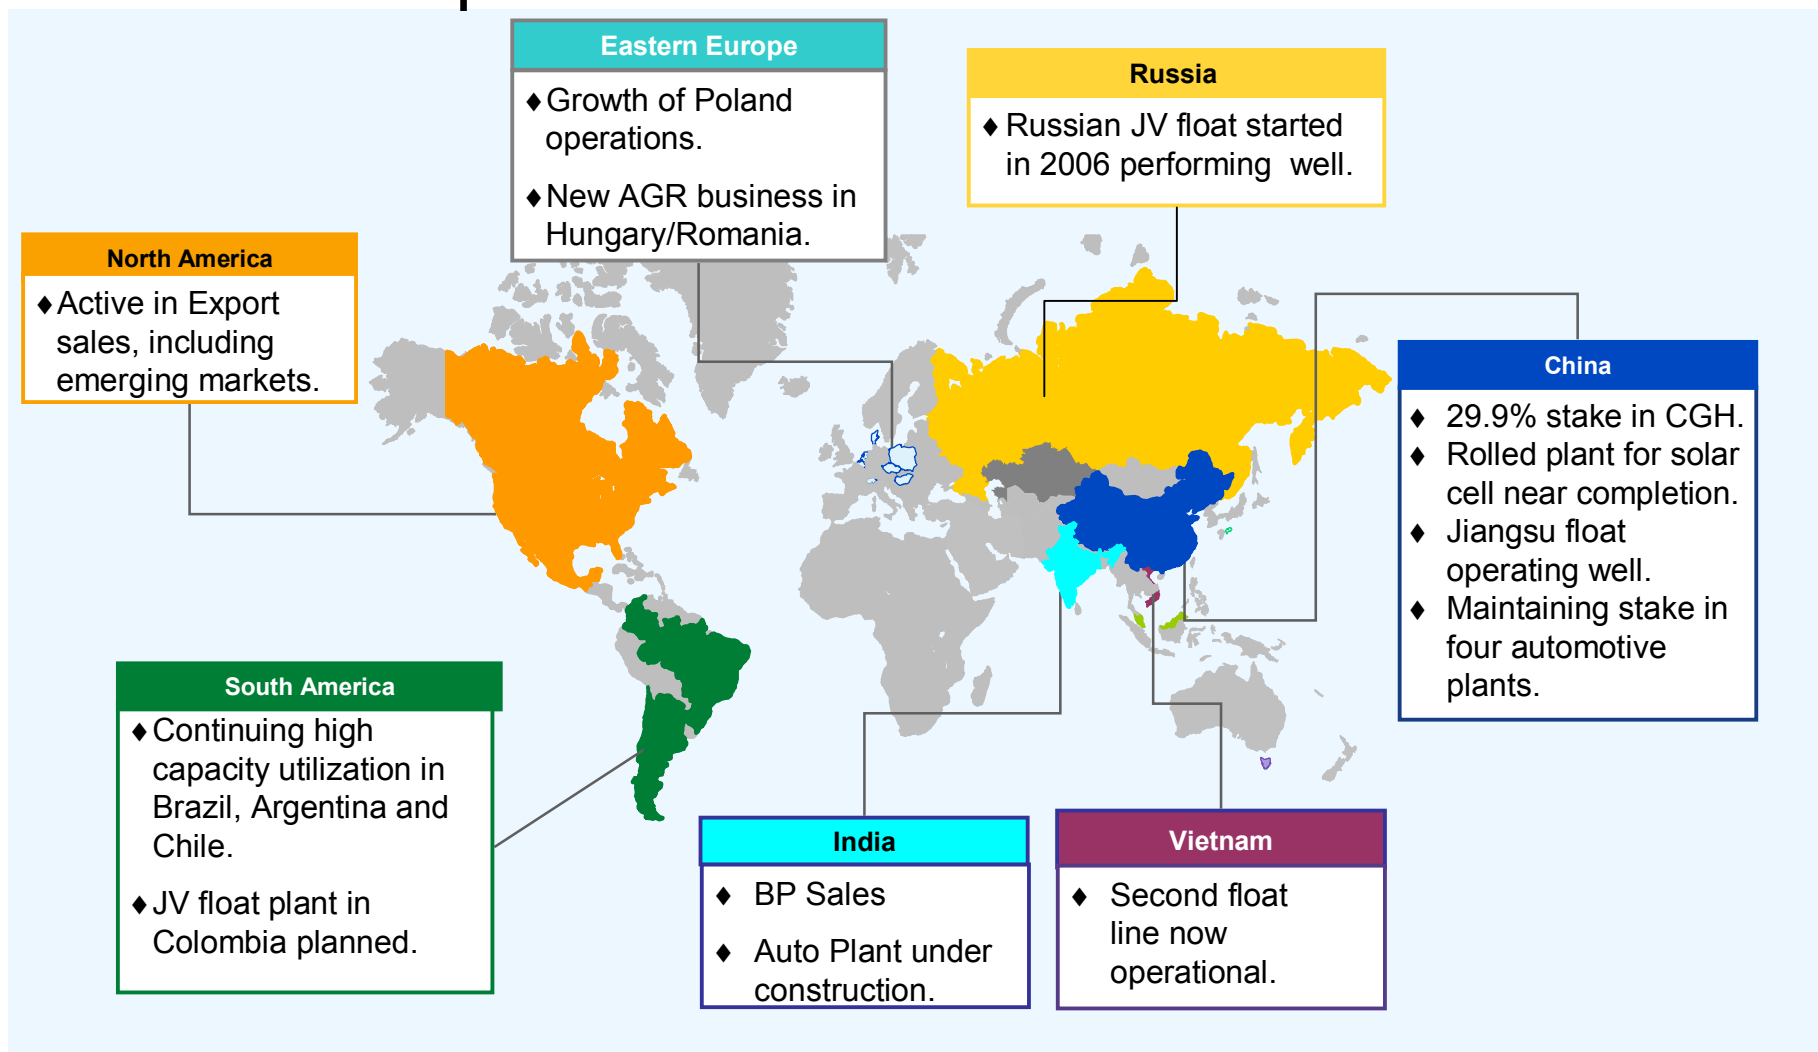 Eastern Europe
♦Growth of Poland
operations.
♦New AGR business in
Hungary/Romania.
Russia
♦ Russian JV float started
in 2006 performing  well.
North America
♦Active in Export
sales, including
emerging markets.
China
♦ 29.9% stake in CGH.
♦ Rolled plant for solar
cell near completion.
♦ Jiangsu float
operating well.
♦ Maintaining stake in
four automotive
plants.
South America
♦Continuing high
capacity utilization in
Brazil, Argentina and
Chile.
♦JV float plant in
Colombia planned.
India
♦ BP Sales
♦ Auto Plant under
construction.
Vietnam
♦ Second float
line now
operational.